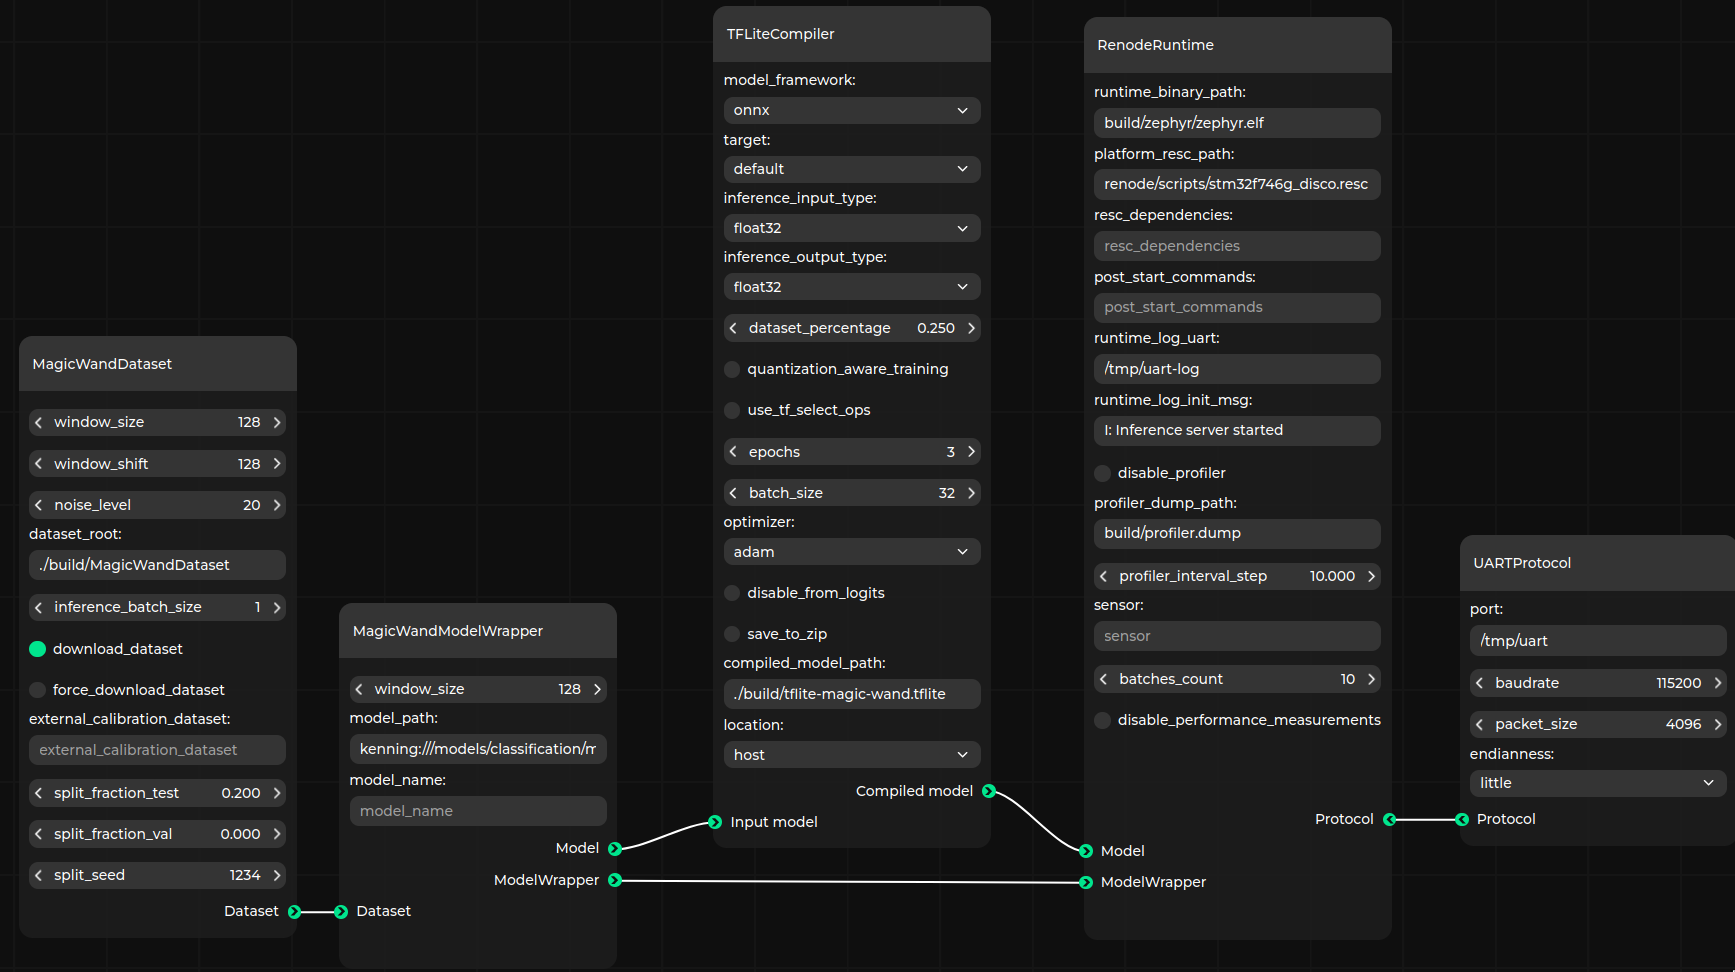 MagicWandDataset
window_size 128
window_shift 128
noise_level 20
dataset_root:
./build/MagicWandDataset
inference_batch_size 1
download_dataset
force_download_dataset
external_calibration_dataset:
external_calibration_dataset
split_fraction_test 0.200
split_fraction_val 0.000
split_seed 1234
Dataset
MagicWandModelWrapper
window_size 128
model_path:
kenning:///models/classification/m
model_name:
model_name
Model
ModelWrapper
Dataset
TFLiteCompiler
model_framework:
onnx
target:
default
inference_input_type:
float32
inference_output_type:
float32
dataset_percentage 0.250
quantization_aware_training
use_tf_select_ops
epochs 3
batch_size 32
optimizer:
adam
disable_from_logits
save_to_zip
compiled_model_path:
./build/tflite-magic-wand.tflite
location:
host
Compiled model
Input model
RenodeRuntime
runtime_binary_path:
build/zephyr/zephyr.elf
platform_resc_path:
renode/scripts/stm32f746g_disco.resc
resc_dependencies:
resc_dependencies
post_start_commands:
post_start_commands
runtime_log_uart:
/tmp/uart-log
runtime_log_init_msg:
I: Inference server started
disable_profiler
profiler_dump_path:
build/profiler.dump
profiler_interval_step 10.000
sensor:
sensor
batches_count 10
disable_performance_measurements
Protocol
Model
ModelWrapper
UARTProtocol
port:
/tmp/uart
baudrate 115200
packet_size 4096
endianness:
little
Protocol